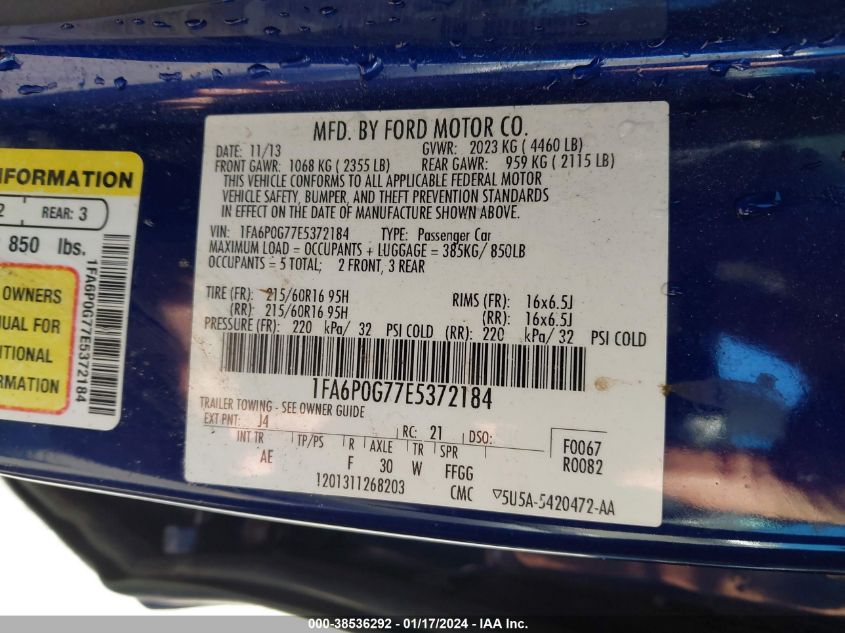 INFORMATION
2 REAR: 3
850 lbs.
OWNERS
FOR
1FA6P0G77E5372184
MFD. BY FORD MOTOR CO.
DATE: 11/13 GVWR: 2023 KG ( 4460 LB)
FRONT GAWR: 1068 KG ( 2355 LB) REAR GAWR: 959 KG ( 2115 LB)
THIS VEHICLE CONFORMS TO ALL APPLICABLE FEDERAL MOTOR
VEHICLE SAFETY, BUMPER, AND THEFT PREVENTION STANDARDS
IN EFFECT ON THE DATE OF MANUFACTURE SHOWN ABOVE.
VIN: 1FA6P0G77E5372184 TYPE: Passenger Car
MAXIMUM LOAD = OCCUPANTS + LUGGAGE = 385KG/ 850LB
OCCUPANTS = 5 TOTAL; 2 FRONT, 3 REAR
TIRE (FR): 215/60R16 95H RIMS (FR): 16x6.5J
(RR): 215/60R16 95H (RR): 16x6.5J
PRESSURE (FR): 220 kPa/ 32 PSI COLD (RR): 220 kPa/ 32 PSI COLD
1FA6P0G77E5372184
TRAILER TOWING - SEE OWNER GUIDE
EXT PNT: J4 RC: 21 DSO: F0067
INT TR TP/PS R AXLE TR SPR R0082
AE F 30 W FFGG
1201311268203 CMC ▽5U5A-5420472-AA
000-38536292 - 01/17/2024 - IAA Inc.